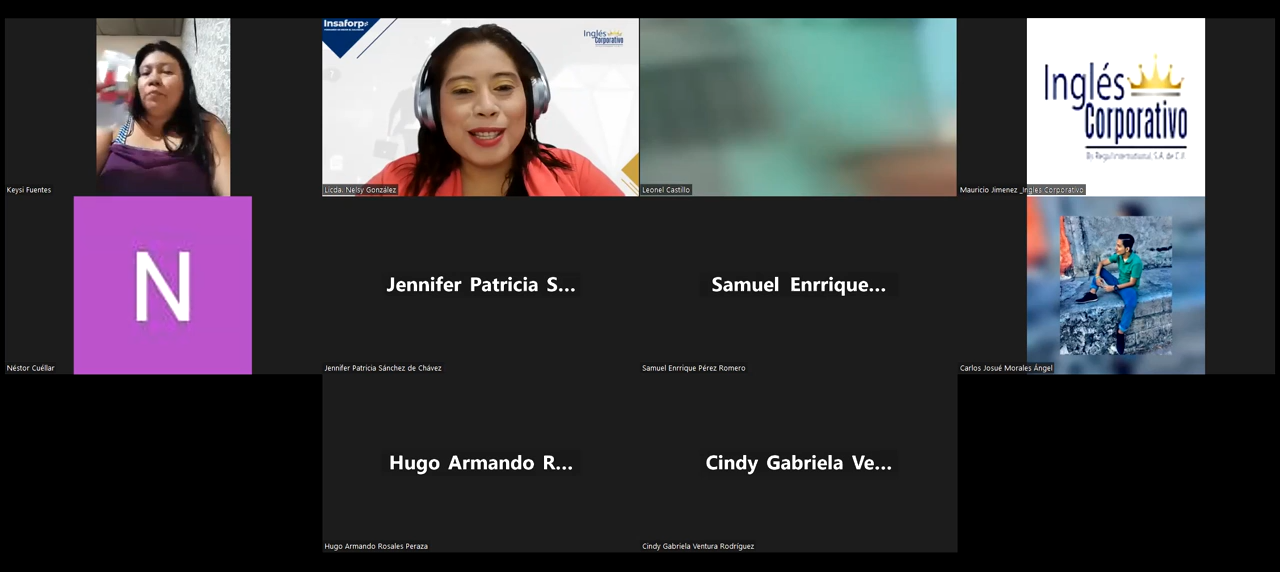 Insaforp
Inglés
Corporativo
Keysi Fuentes
Licda. Nelsy González
Leonel Castillo
Inglés
Corporativo
Mauricio Jimenez _Ingles Corporativo
N
Jennifer Patricia S...
Samuel Enrrique...
Néstor Cuéllar
Jennifer Patricia Sánchez de Chávez
Samuel Enrrique Pérez Romero
Carlos Josué Morales Ángel
Hugo Armando R...
Cindy Gabriela Ve...
Hugo Armando Rosales Peraza
Cindy Gabriela Ventura Rodríguez